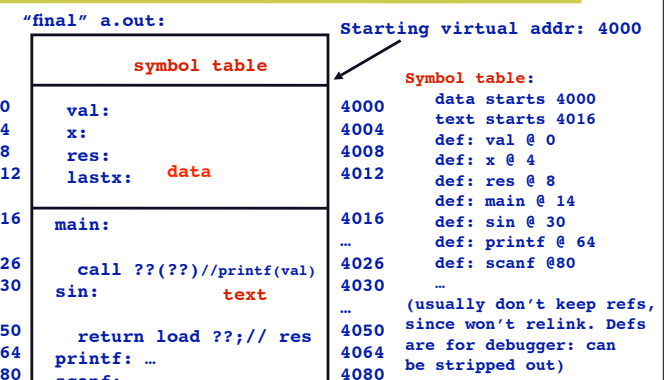 “final” a.out:
Starting virtual addr: 4000
symbol table
0 val: 4000
4 x: 4004
8 res: 4008
12 lastx: data 4012
16 main: 4016
…
26 call ??(??)//printf(val) 4026
30 sin: text 4030
…
50 return load ??;// res 4050
64 printf: … 4064
80 scanf: 4080
Symbol table:
data starts 4000
text starts 4016
def: val @ 0
def: x @ 4
def: res @ 8
def: main @ 14
def: sin @ 30
def: printf @ 64
def: scanf @80
…
(usually don’t keep refs,
since won’t relink. Defs
are for debugger: can
be stripped out)